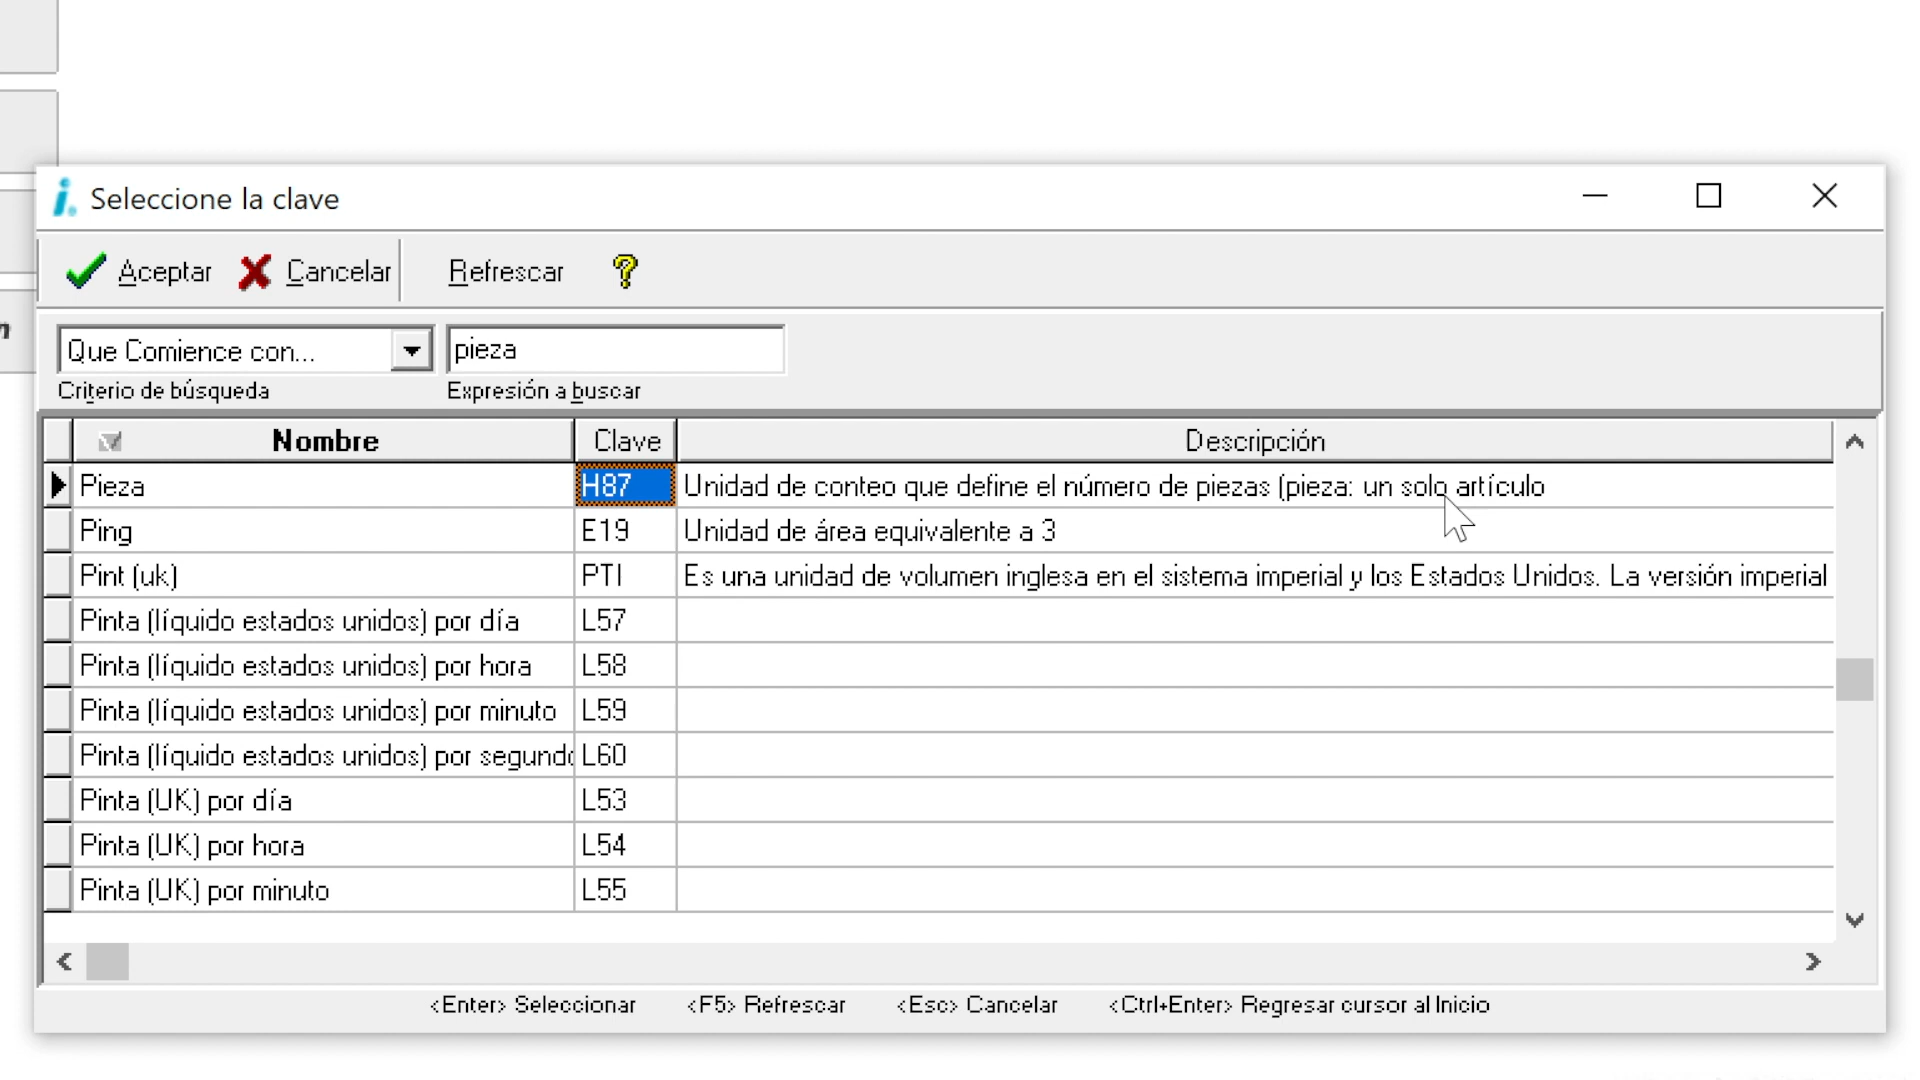 Seleccione la clave
Aceptar Cancelar Refrescar ?
Que Comience con... pieza
Criterio de búsqueda Expresión a buscar
Nombre Clave Descripción
Pieza H87 Unidad de conteo que define el número de piezas (pieza: un solo artículo
Ping E19 Unidad de área equivalente a 3
Pint (uk) PTI Es una unidad de volumen inglesa en el sistema imperial y los Estados Unidos. La versión imperial
Pinta (líquido estados unidos) por día L57
Pinta (líquido estados unidos) por hora L58
Pinta (líquido estados unidos) por minuto L59
Pinta (líquido estados unidos) por segundo L60
Pinta (UK) por día L53
Pinta (UK) por hora L54
Pinta (UK) por minuto L55
<Enter> Seleccionar <F5> Refrescar <Esc> Cancelar <Ctrl+Enter> Regresar cursor al Inicio